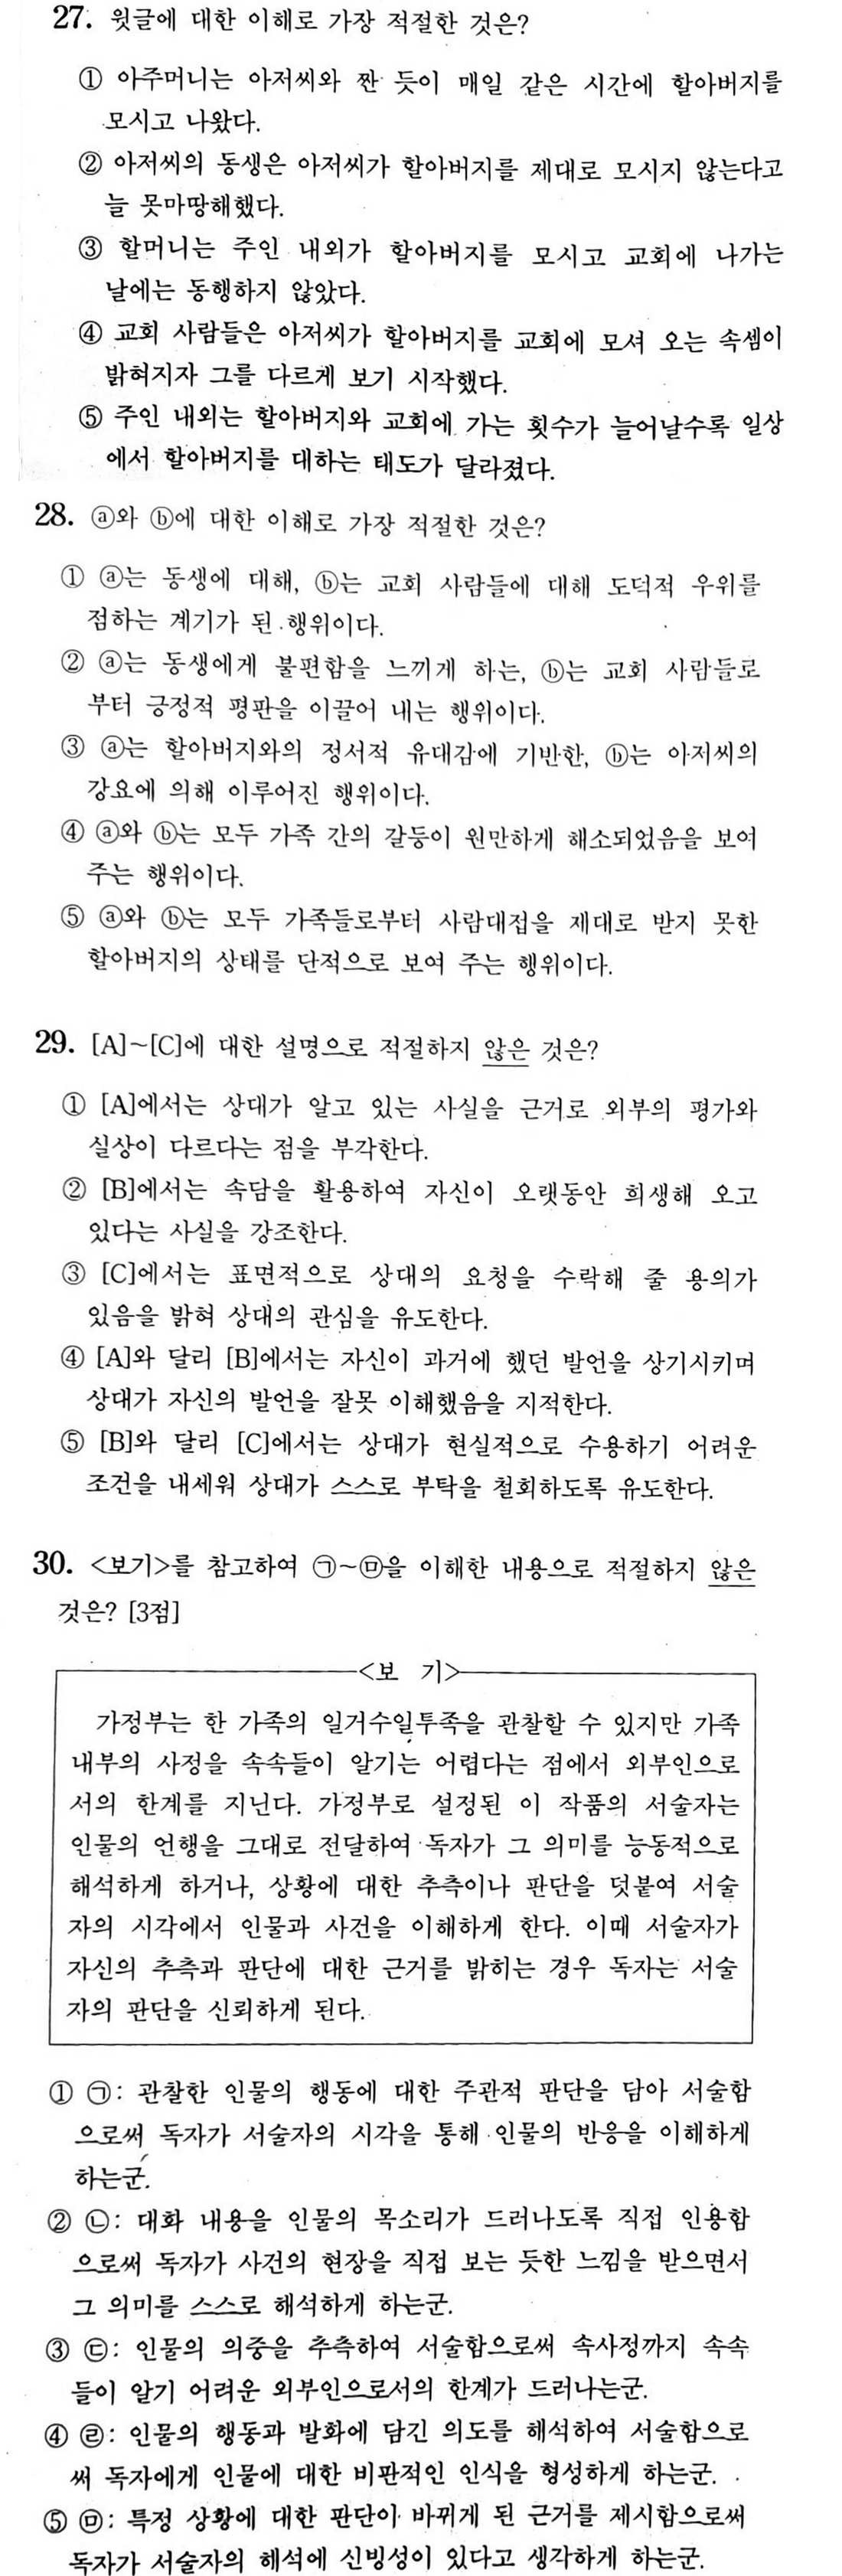 27. 윗글에 대한 이해로 가장 적절한 것은?
① 아주머니는 아저씨와 짠 듯이 매일 같은 시간에 할아버지를
모시고 나왔다.
② 아저씨의 동생은 아저씨가 할아버지를 제대로 모시지 않는다고
늘 못마땅해했다.
③ 할머니는 주인 내외가 할아버지를 모시고 교회에 나가는
날에는 동행하지 않았다.
④ 교회 사람들은 아저씨가 할아버지를 교회에 모셔 오는 속셈이
밝혀지자 그를 다르게 보기 시작했다.
⑤ 주인 내외는 할아버지와 교회에 가는 횟수가 늘어날수록 일상
에서 할아버지를 대하는 태도가 달라졌다.
28. ⓐ와 ⓑ에 대한 이해로 가장 적절한 것은?
① ⓐ는 동생에 대해, ⓑ는 교회 사람들에 대해 도덕적 우위를
점하는 계기가 된 행위이다.
② ⓐ는 동생에게 불편함을 느끼게 하는, ⓑ는 교회 사람들로
부터 긍정적 평판을 이끌어 내는 행위이다.
③ ⓐ는 할아버지와의 정서적 유대감에 기반한, ⓑ는 아저씨의
강요에 의해 이루어진 행위이다.
④ ⓐ와 ⓑ는 모두 가족 간의 갈등이 원만하게 해소되었음을 보여
주는 행위이다.
⑤ ⓐ와 ⓑ는 모두 가족들로부터 사람대접을 제대로 받지 못한
할아버지의 상태를 단적으로 보여 주는 행위이다.
29. [A]~[C]에 대한 설명으로 적절하지 않은 것은?
① [A]에서는 상대가 알고 있는 사실을 근거로 외부의 평가와
실상이 다르다는 점을 부각한다.
② [B]에서는 속담을 활용하여 자신이 오랫동안 희생해 오고
있다는 사실을 강조한다.
③ [C]에서는 표면적으로 상대의 요청을 수락해 줄 용의가
있음을 밝혀 상대의 관심을 유도한다.
④ [A]와 달리 [B]에서는 자신이 과거에 했던 발언을 상기시키며
상대가 자신의 발언을 잘못 이해했음을 지적한다.
⑤ [B]와 달리 [C]에서는 상대가 현실적으로 수용하기 어려운
조건을 내세워 상대가 스스로 부탁을 철회하도록 유도한다.
30. <보기>를 참고하여 ㉠~㉤을 이해한 내용으로 적절하지 않은
것은? [3점]
<보 기>
가정부는 한 가족의 일거수일투족을 관찰할 수 있지만 가족
내부의 사정을 속속들이 알기는 어렵다는 점에서 외부인으로
서의 한계를 지닌다. 가정부로 설정된 이 작품의 서술자는
인물의 언행을 그대로 전달하여 독자가 그 의미를 능동적으로
해석하게 하거나, 상황에 대한 추측이나 판단을 덧붙여 서술
자의 시각에서 인물과 사건을 이해하게 한다. 이때 서술자가
자신의 추측과 판단에 대한 근거를 밝히는 경우 독자는 서술
자의 판단을 신뢰하게 된다.
① ㉠: 관찰한 인물의 행동에 대한 주관적 판단을 담아 서술함
으로써 독자가 서술자의 시각을 통해 인물의 반응을 이해하게
하는군.
② ㉡: 대화 내용을 인물의 목소리가 드러나도록 직접 인용함
으로써 독자가 사건의 현장을 직접 보는 듯한 느낌을 받으면서
그 의미를 스스로 해석하게 하는군.
③ ㉢: 인물의 의중을 추측하여 서술함으로써 속사정까지 속속
들이 알기 어려운 외부인으로서의 한계가 드러나는군.
④ ㉣: 인물의 행동과 발화에 담긴 의도를 해석하여 서술함으로
써 독자에게 인물에 대한 비판적인 인식을 형성하게 하는군.
⑤ ㉤: 특정 상황에 대한 판단이 바뀌게 된 근거를 제시함으로써
독자가 서술자의 해석에 신빙성이 있다고 생각하게 하는군.